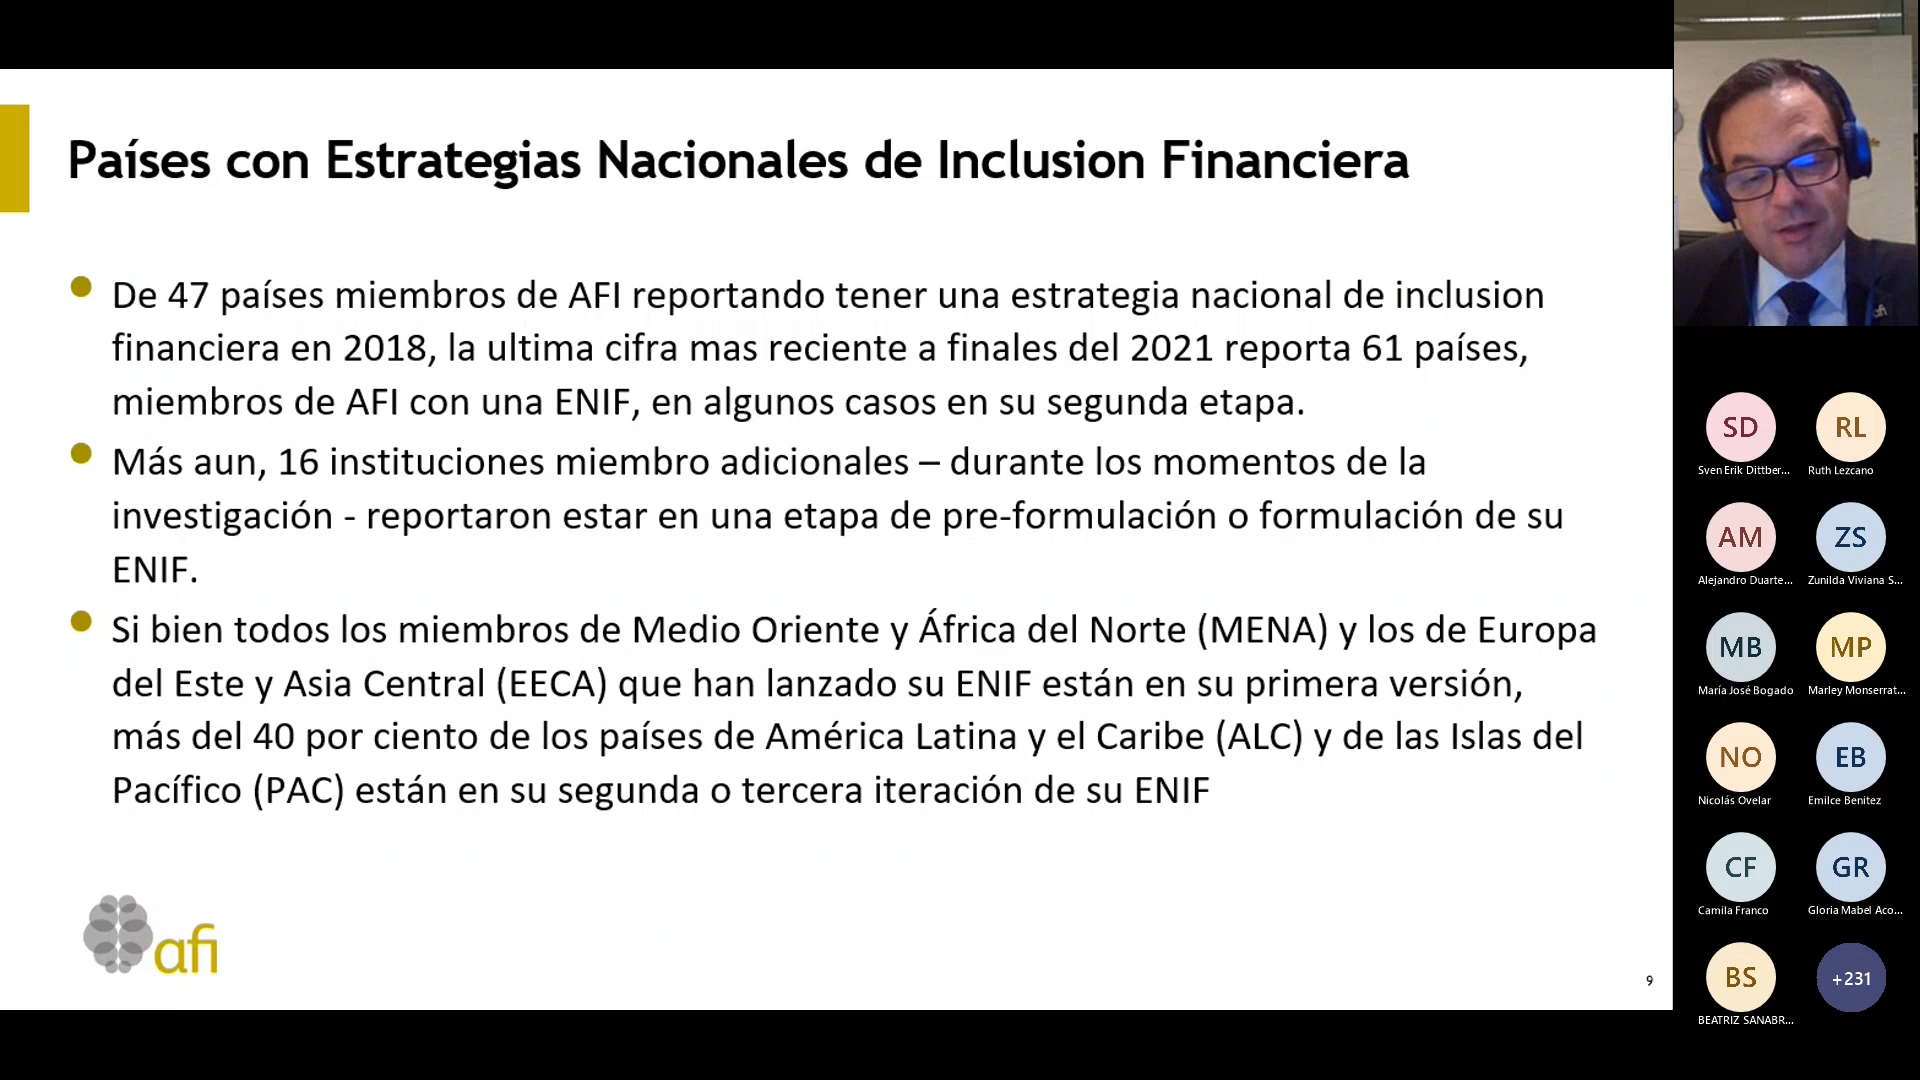 Países con Estrategias Nacionales de Inclusion Financiera
De 47 países miembros de AFI reportando tener una estrategia nacional de inclusion
financiera en 2018, la ultima cifra mas reciente a finales del 2021 reporta 61 países,
miembros de AFI con una ENIF, en algunos casos en su segunda etapa.
Más aun, 16 instituciones miembro adicionales – durante los momentos de la
investigación - reportaron estar en una etapa de pre-formulación o formulación de su
ENIF.
Si bien todos los miembros de Medio Oriente y África del Norte (MENA) y los de Europa
del Este y Asia Central (EECA) que han lanzado su ENIF están en su primera versión,
más del 40 por ciento de los países de América Latina y el Caribe (ALC) y de las Islas del
Pacífico (PAC) están en su segunda o tercera iteración de su ENIF
afi
9
SD RL
Sven Erik Dittber... Ruth Lezcano
AM ZS
Alejandro Duarte... Zunilda Viviana S...
MB MP
María José Bogado Marley Monserrat...
NO EB
Nicolás Ovelar Emilce Benitez
CF GR
Camila Franco Gloria Mabel Aco...
BS +231
BEATRIZ SANABR...